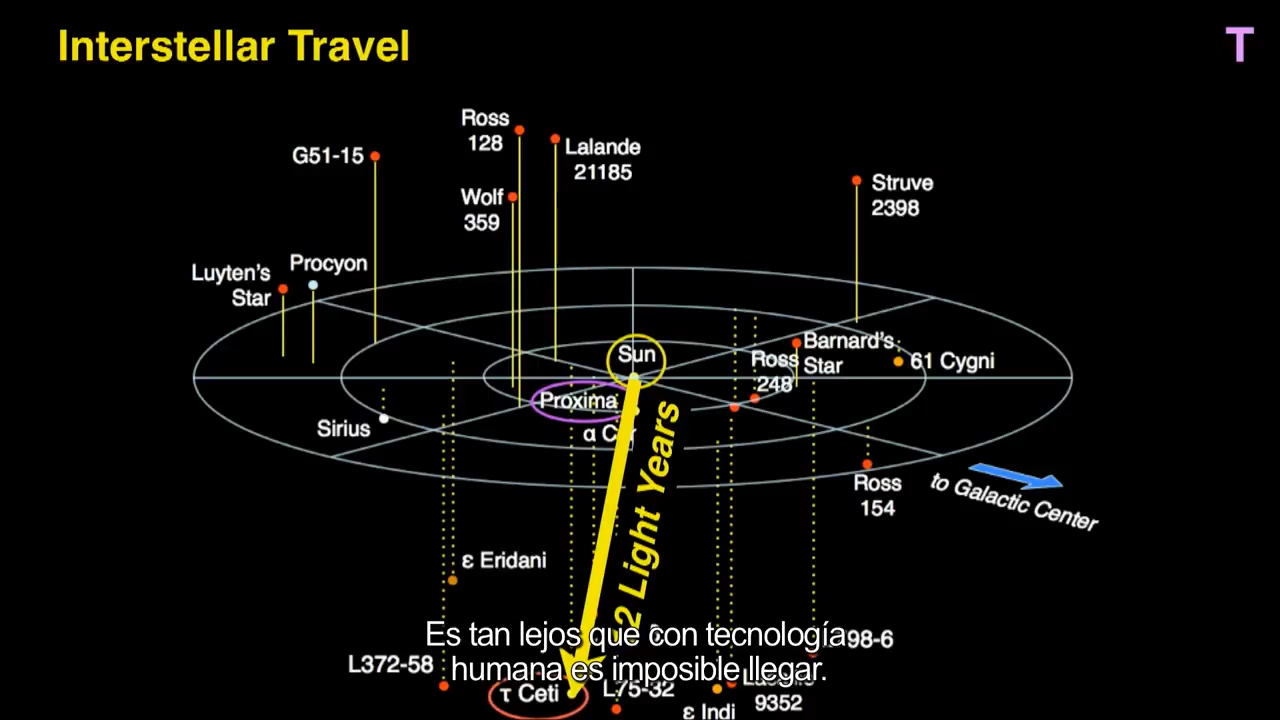 Interstellar Travel
T
Ross
128
Lalande
21185
G51-15
Wolf
359
Struve
2398
Luyten's
Star
Procyon
Sun
Barnard's
Star
Ross
248
61 Cygni
Proxima
Sirius
α
to Galactic Center
Ross
154
Light Years
ε Eridani
L372-58
τ Ceti
L75-32
ε Indi
9352
Es tan lejos que con tecnología
humana es imposible llegar.